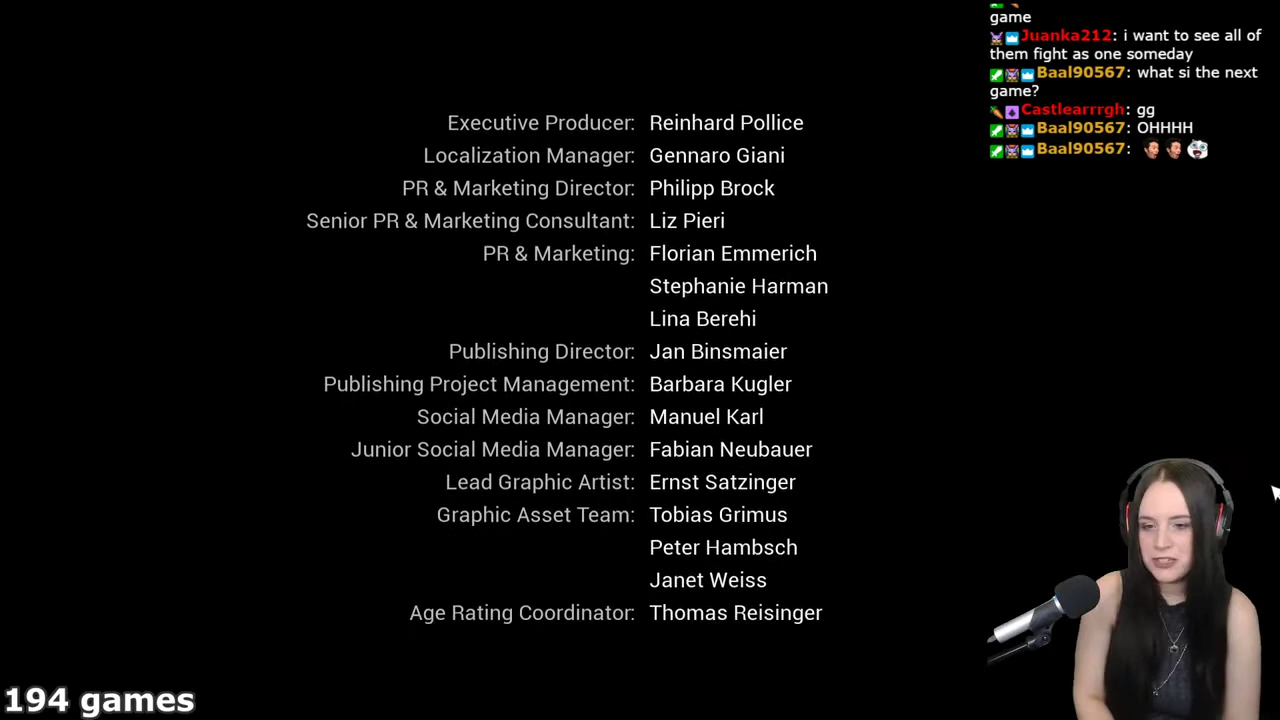 Executive Producer: Reinhard Pollice
Localization Manager: Gennaro Giani
PR & Marketing Director: Philipp Brock
Senior PR & Marketing Consultant: Liz Pieri
PR & Marketing: Florian Emmerich
Stephanie Harman
Lina Berehi
Publishing Director: Jan Binsmaier
Publishing Project Management: Barbara Kugler
Social Media Manager: Manuel Karl
Junior Social Media Manager: Fabian Neubauer
Lead Graphic Artist: Ernst Satzinger
Graphic Asset Team: Tobias Grimus
Peter Hambsch
Janet Weiss
Age Rating Coordinator: Thomas Reisinger
game
Juanka212: i want to see all of
them fight as one someday
Baal90567: what si the next
game?
Castlearrrgh: gg
Baal90567: OHHHH
Baal90567:
194 games